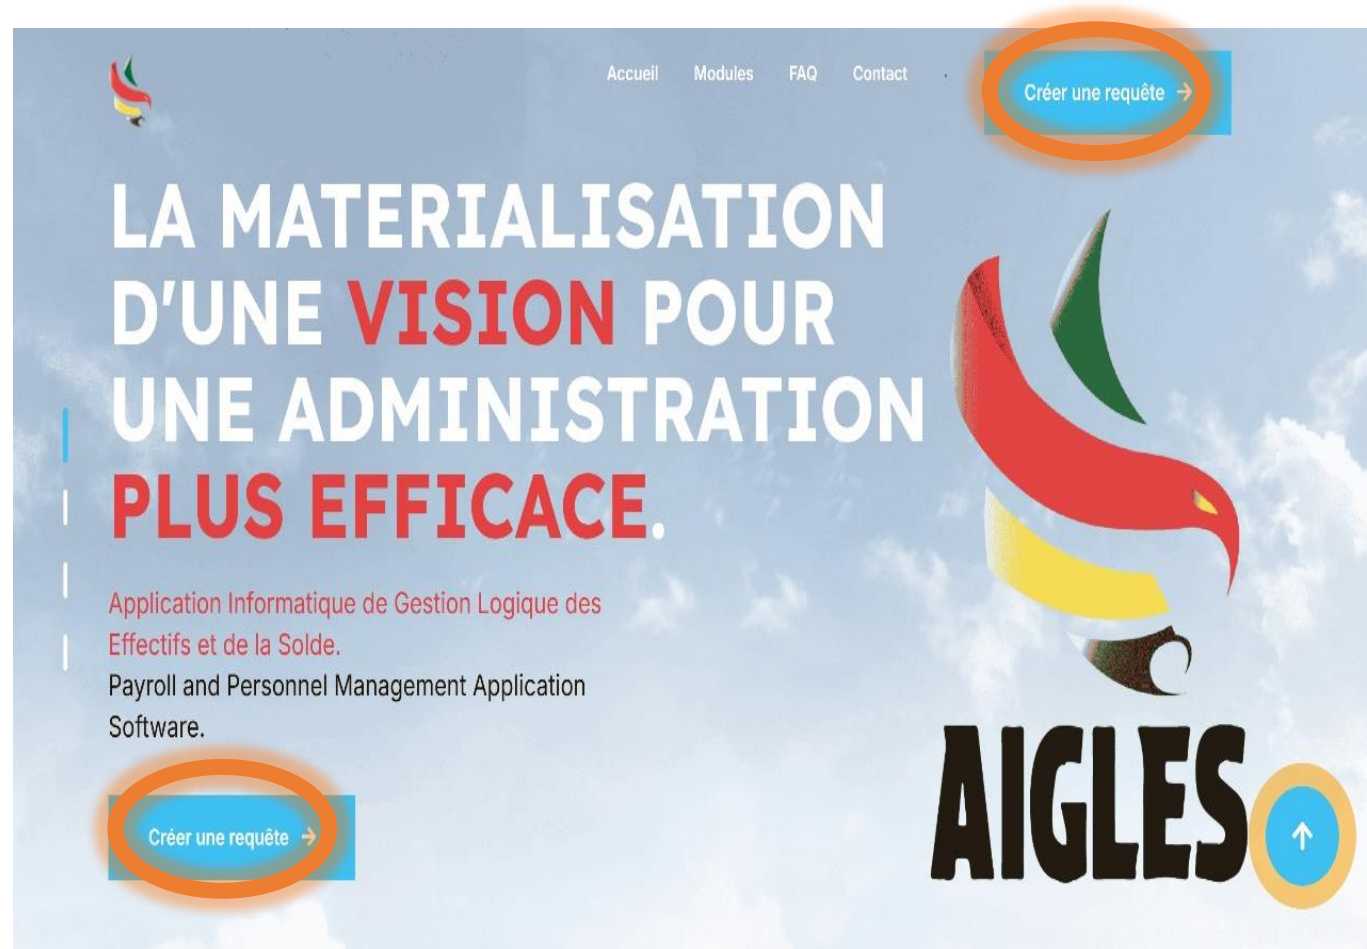 Accueil Modules FAQ Contact
Créer une requête
LA MATERIALISATION
D'UNE VISION POUR
UNE ADMINISTRATION
PLUS EFFICACE.
Application Informatique de Gestion Logique des
Effectifs et de la Solde.
Payroll and Personnel Management Application
Software.
Créer une requête
AIGLES